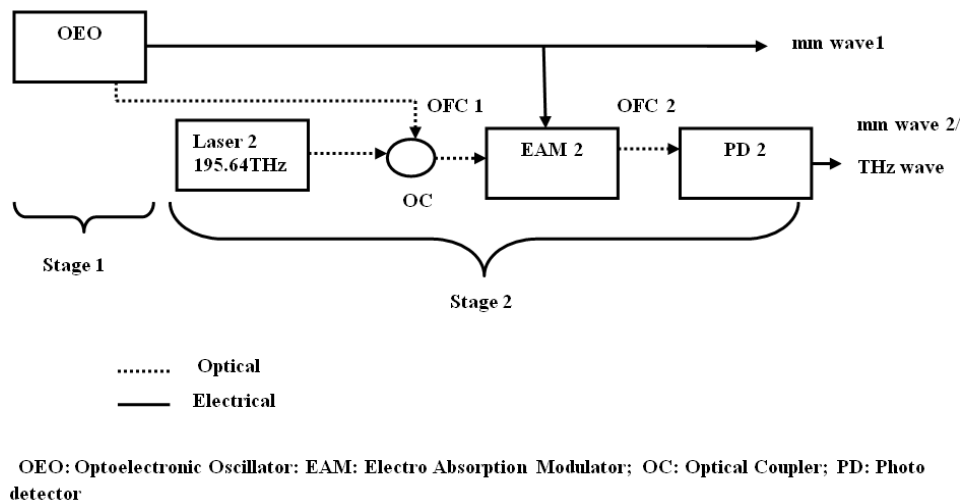 OEO
mm wave1
OFC 1
OFC 2
mm wave 2/
THz wave
Laser 2
195.64THz
EAM 2
PD 2
OC
Stage 1
Stage 2
Optical
Electrical
OEO: Optoelectronic Oscillator: EAM: Electro Absorption Modulator; OC: Optical Coupler; PD: Photo
detector